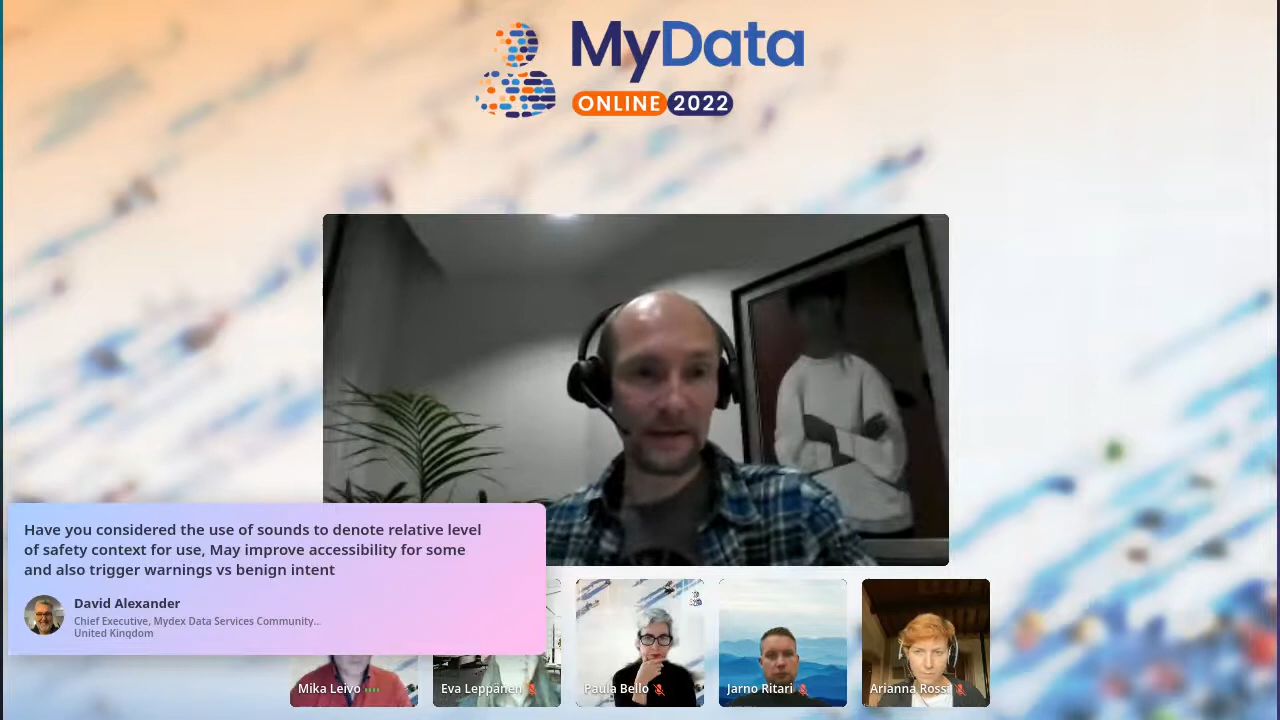 MyData
ONLINE 2022
Have you considered the use of sounds to denote relative level
of safety context for use, May improve accessibility for some
and also trigger warnings vs benign intent
David Alexander
Chief Executive, Mydex Data Services Community...
United Kingdom
Mika Leivo
Eva Leppänen
Paula Bello
Jarno Ritari
Arianna Rossi